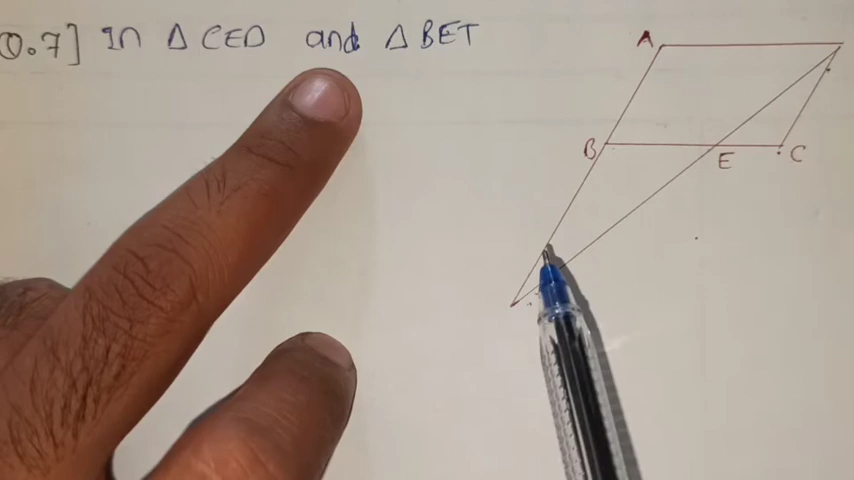 Q.7] In Δ CED and Δ BET
A
B
E
C